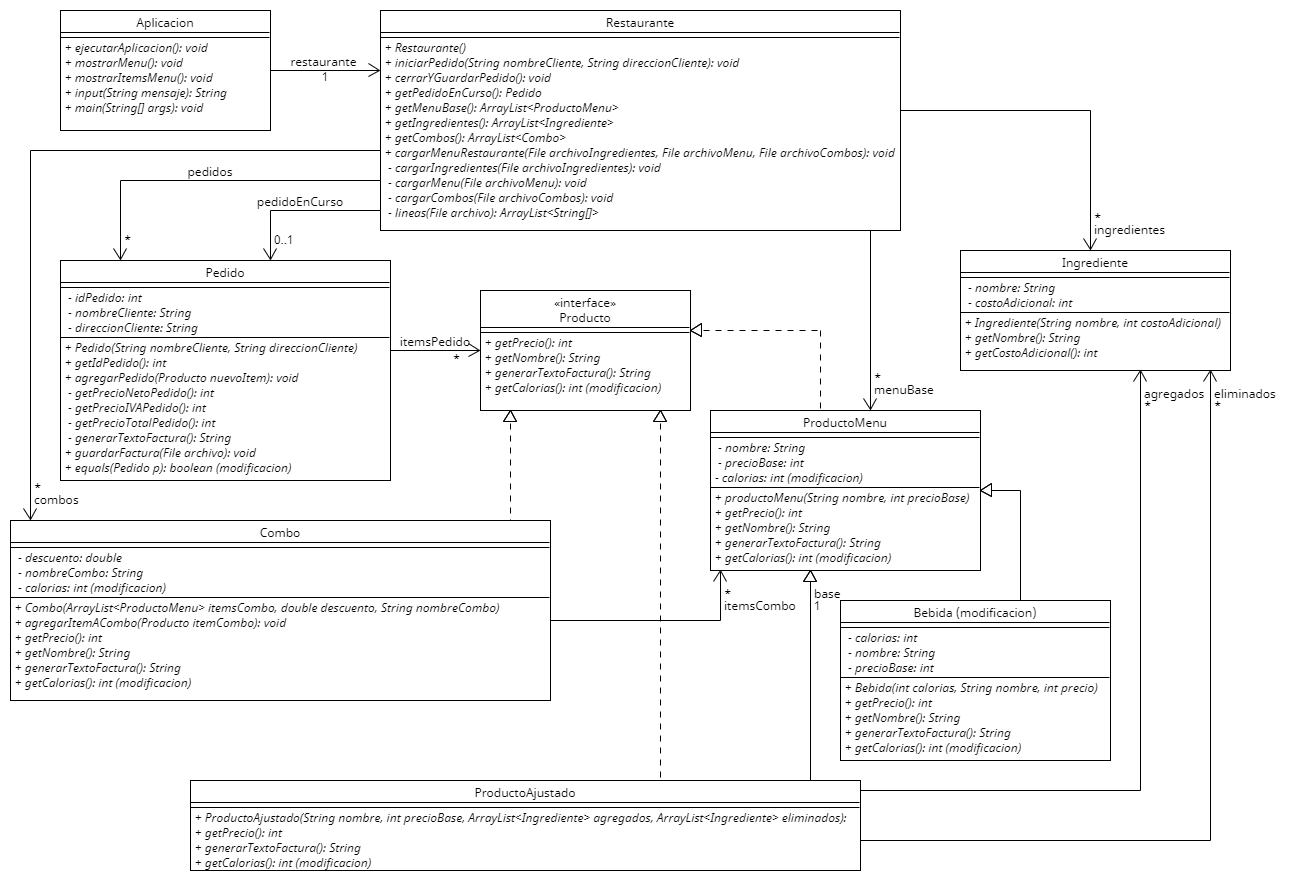 Aplicacion
+ ejecutarAplicacion(): void
+ mostrarMenu(): void
+ mostrarItemsMenu(): void
+ input(String mensaje): String
+ main(String[] args): void
restaurante
1
Restaurante
+ Restaurante()
+ iniciarPedido(String nombreCliente, String direccionCliente): void
+ cerrarYGuardarPedido(): void
+ getPedidoEnCurso(): Pedido
+ getMenuBase(): ArrayList<ProductoMenu>
+ getIngredientes(): ArrayList<Ingrediente>
+ getCombos(): ArrayList<Combo>
+ cargarMenuRestaurante(File archivoIngredientes, File archivoMenu, File archivoCombos): void
- cargarIngredientes(File archivoIngredientes): void
- cargarMenu(File archivoMenu): void
- cargarCombos(File archivoCombos): void
- lineas(File archivo): ArrayList<String[]>
pedidos
*
pedidoEnCurso
0..1
*
ingredientes
Pedido
- idPedido: int
- nombreCliente: String
- direccionCliente: String
+ Pedido(String nombreCliente, String direccionCliente)
+ getIdPedido(): int
+ agregarPedido(Producto nuevoItem): void
- getPrecioNetoPedido(): int
- getPrecioIVAPedido(): int
- getPrecioTotalPedido(): int
- generarTextoFactura(): String
+ guardarFactura(File archivo): void
+ equals(Pedido p): boolean (modificacion)
itemsPedido
*
«interface»
Producto
+ getPrecio(): int
+ getNombre(): String
+ generarTextoFactura(): String
+ getCalorias(): int (modificacion)
Ingrediente
- nombre: String
- costoAdicional: int
+ Ingrediente(String nombre, int costoAdicional)
+ getNombre(): String
+ getCostoAdicional(): int
*
menuBase
agregados
*
eliminados
*
ProductoMenu
- nombre: String
- precioBase: int
- calorias: int (modificacion)
+ productoMenu(String nombre, int precioBase)
+ getPrecio(): int
+ getNombre(): String
+ generarTextoFactura(): String
+ getCalorias(): int (modificacion)
*
combos
Combo
- descuento: double
- nombreCombo: String
- calorias: int (modificacion)
+ Combo(ArrayList<ProductoMenu> itemsCombo, double descuento, String nombreCombo)
+ agregarItemACombo(Producto itemCombo): void
+ getPrecio(): int
+ getNombre(): String
+ generarTextoFactura(): String
+ getCalorias(): int (modificacion)
*
itemsCombo
base
1
Bebida (modificacion)
- calorias: int
- nombre: String
- precioBase: int
+ Bebida(int calorias, String nombre, int precio)
+ getPrecio(): int
+ getNombre(): String
+ generarTextoFactura(): String
+ getCalorias(): int (modificacion)
ProductoAjustado
+ ProductoAjustado(String nombre, int precioBase, ArrayList<Ingrediente> agregados, ArrayList<Ingrediente> eliminados):
+ getPrecio(): int
+ generarTextoFactura(): String
+ getCalorias(): int (modificacion)